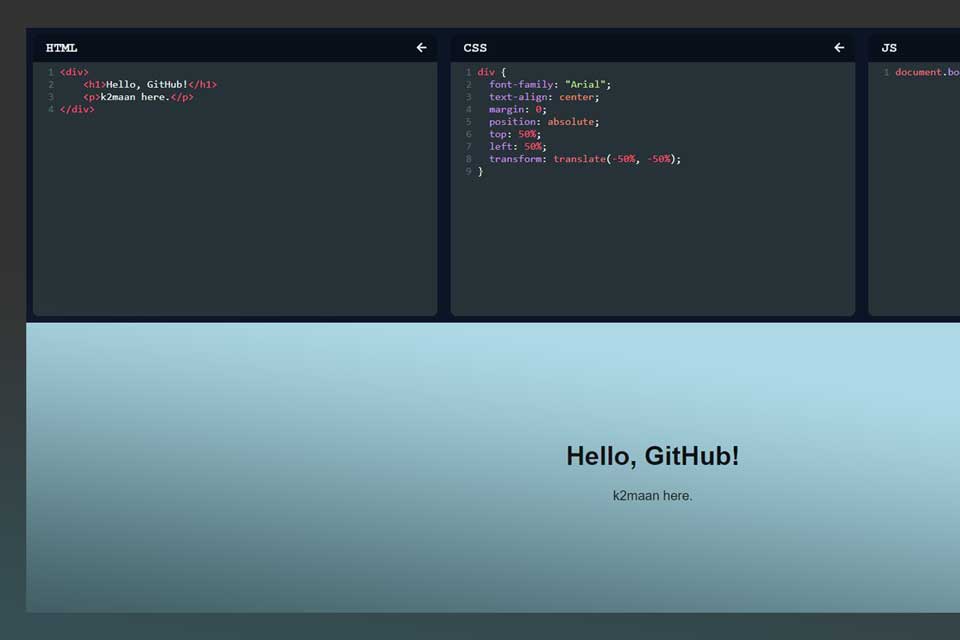 HTML
1 <div>
2     <h1>Hello, GitHub!</h1>
3     <p>k2maan here.</p>
4 </div>
CSS
1 div {
2   font-family: "Arial";
3   text-align: center;
4   margin: 0;
5   position: absolute;
6   top: 50%;
7   left: 50%;
8   transform: translate(-50%, -50%);
9 }
JS
1 document.bo
Hello, GitHub!
k2maan here.